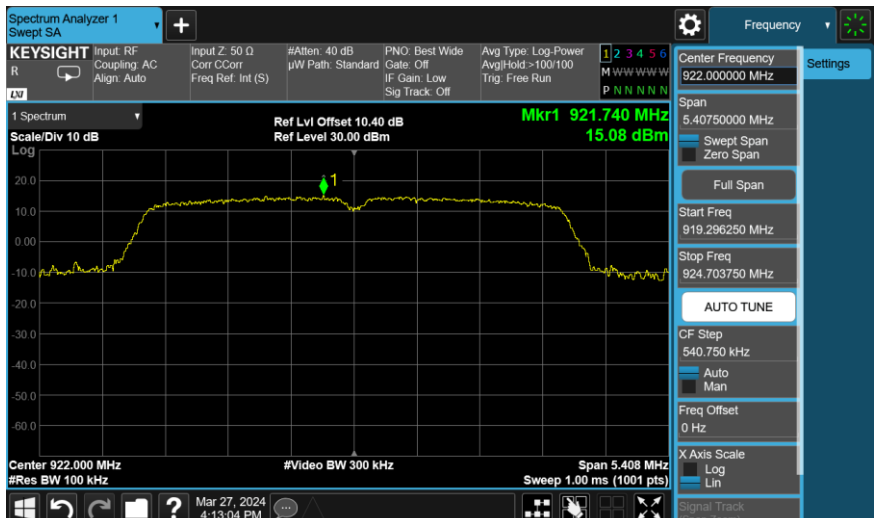 Spectrum Analyzer 1
Swept SA
+
Frequency
KEYSIGHT
R
LXI
Input: RF
Coupling: AC
Align: Auto
Input Z: 50 Ω
Corr CCorr
Freq Ref: Int (S)
#Atten: 40 dB
µW Path: Standard
PNO: Best Wide
Gate: Off
IF Gain: Low
Sig Track: Off
Avg Type: Log-Power
Avg|Hold:>100/100
Trig: Free Run
1 2 3 4 5 6
M W W W W W
P N N N N N
1 Spectrum
Scale/Div 10 dB
Log
Ref Lvl Offset 10.40 dB
Ref Level 30.00 dBm
Mkr1 921.740 MHz
15.08 dBm
1
20.0
10.0
0.00
-10.0
-20.0
-30.0
-40.0
-50.0
-60.0
Center 922.000 MHz
#Res BW 100 kHz
#Video BW 300 kHz
Span 5.408 MHz
Sweep 1.00 ms (1001 pts)
Mar 27, 2024
4:13:04 PM
?
Center Frequency
922.000000 MHz
Settings
Span
5.40750000 MHz
Swept Span
Zero Span
Full Span
Start Freq
919.296250 MHz
Stop Freq
924.703750 MHz
AUTO TUNE
CF Step
540.750 kHz
Auto
Man
Freq Offset
0 Hz
X Axis Scale
Log
Lin
Signal Track